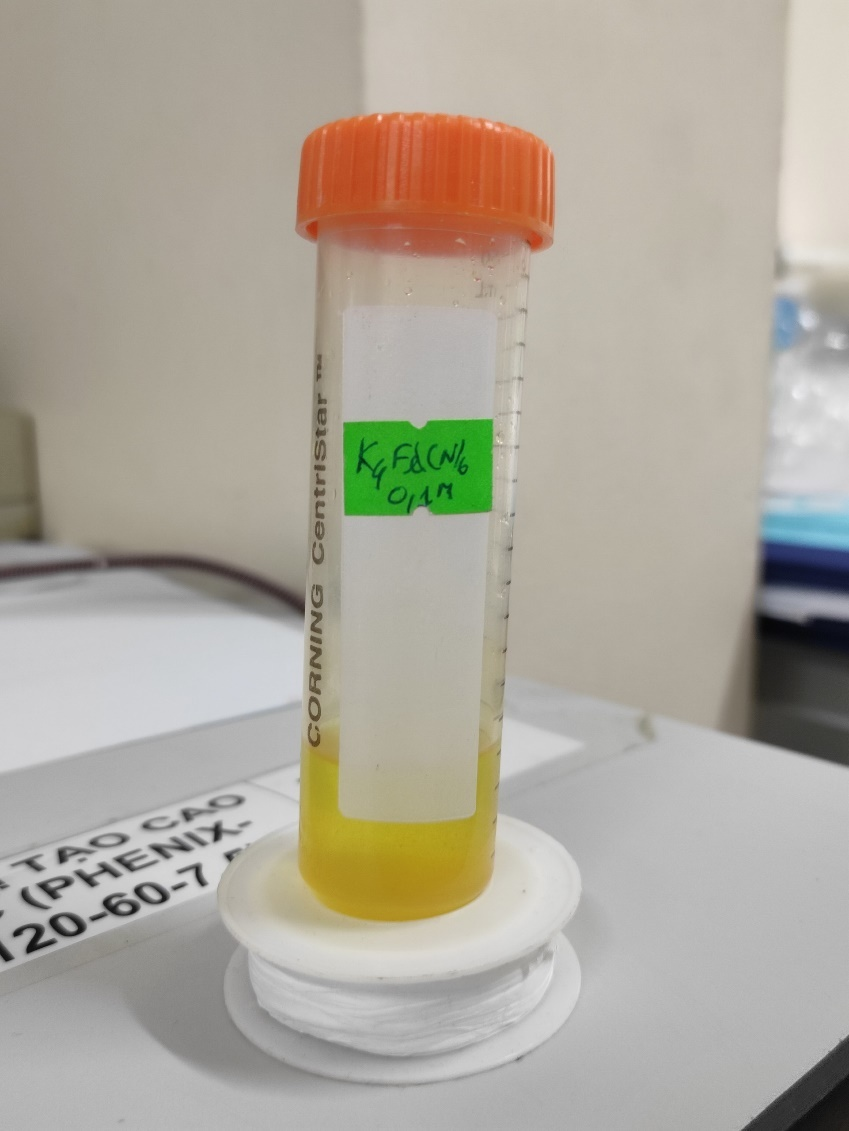 CORNING CentriStar™
K4Fe(CN)6
0,1M
TẠO CAO
(PHENIX-
120-60-7